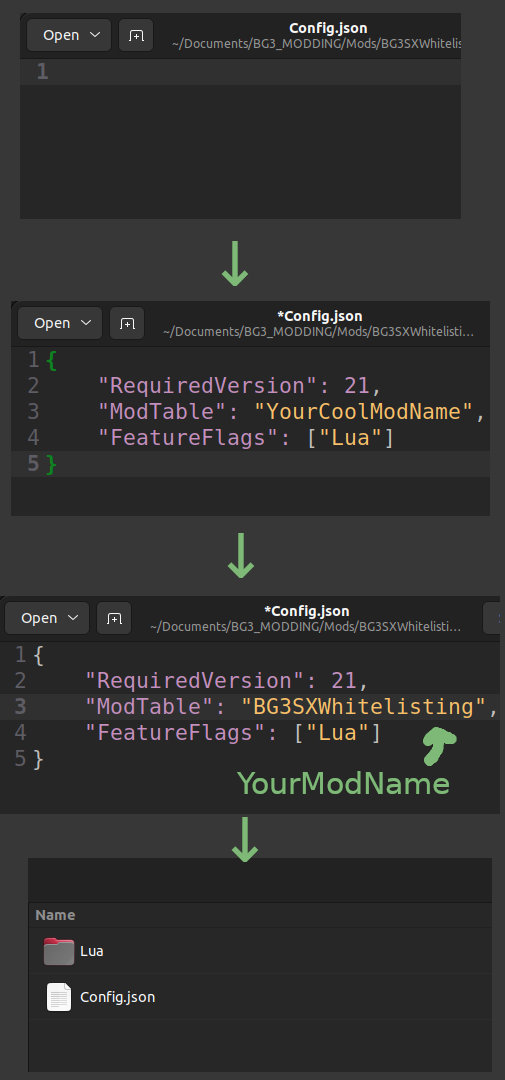 Open
Config.json
~/Documents/BG3_MODDING/Mods/BG3SXWhitelis
1
↓
Open
*Config.json
~/Documents/BG3_MODDING/Mods/BG3SXWhitelisti…
1 {
2 "RequiredVersion": 21,
3 "ModTable": "YourCoolModName",
4 "FeatureFlags": ["Lua"]
5 }
↓
Open
*Config.json
~/Documents/BG3_MODDING/Mods/BG3SXWhitelisti…
1 {
2 "RequiredVersion": 21,
3 "ModTable": "BG3SXWhitelisting",
4 "FeatureFlags": ["Lua"]
5 }
YourModName
↓
Name
Lua
Config.json